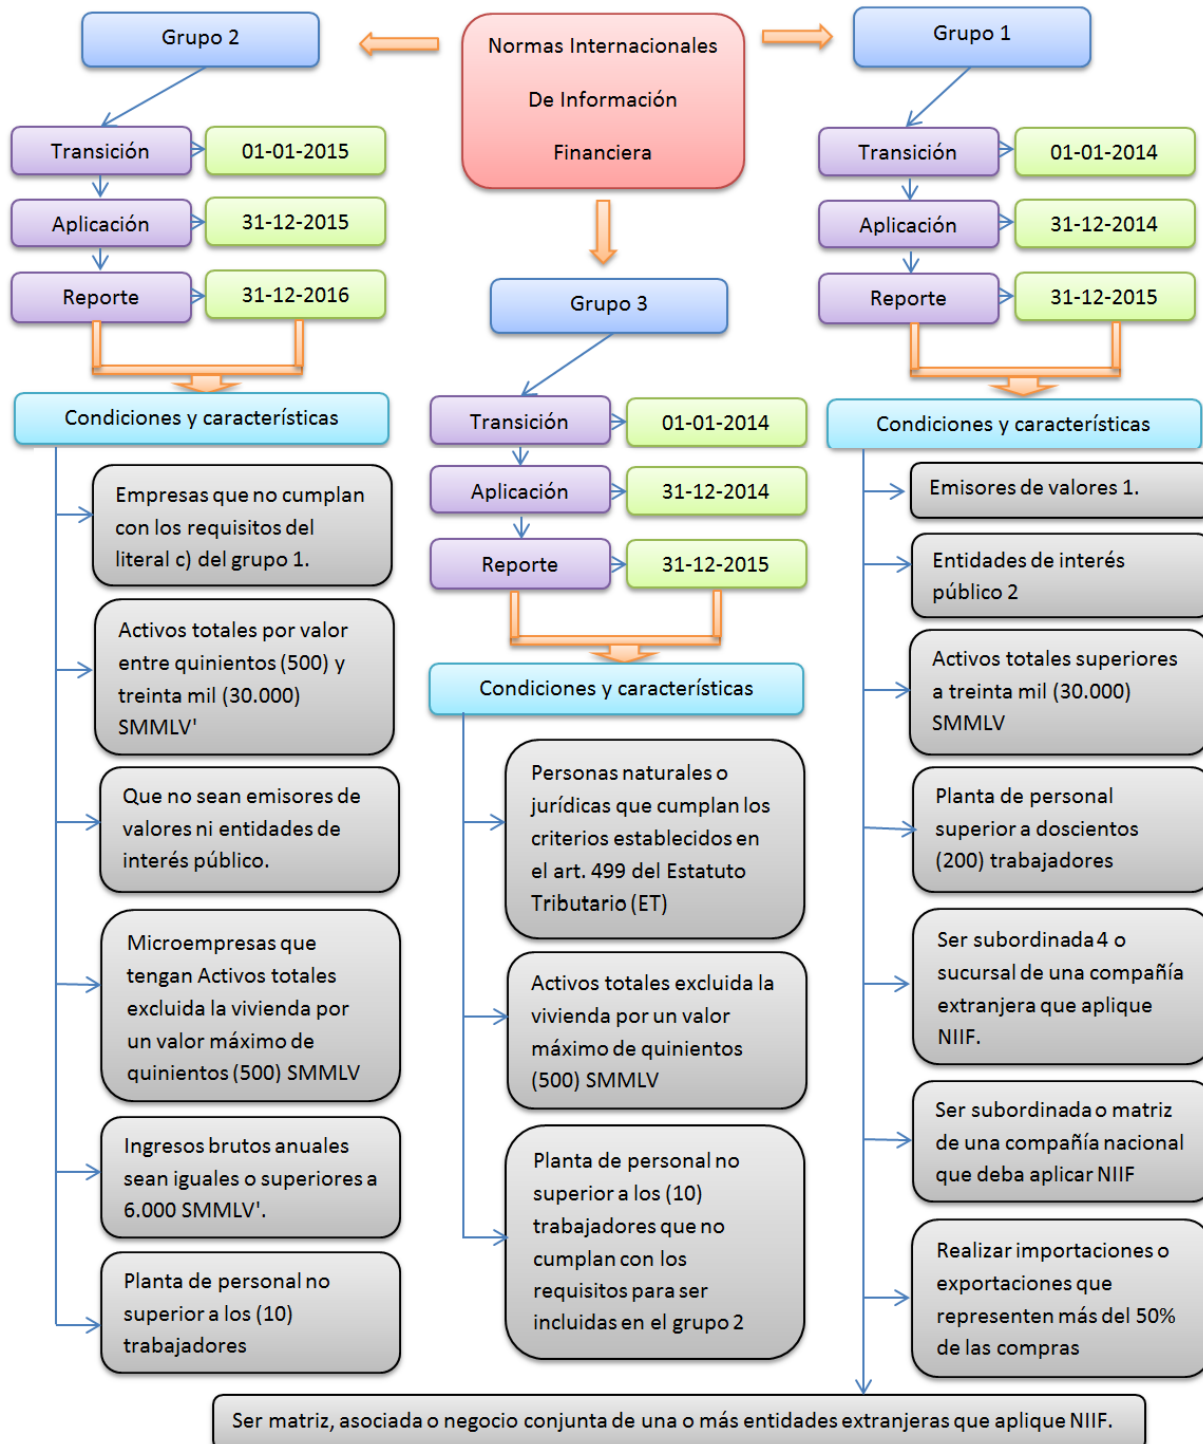 Normas Internacionales
De Información
Financiera
Grupo 2
Transición
01-01-2015
Aplicación
31-12-2015
Reporte
31-12-2016
Condiciones y características
Empresas que no cumplan
con los requisitos del
literal c) del grupo 1.
Activos totales por valor
entre quinientos (500) y
treinta mil (30.000)
SMMLV'
Que no sean emisores de
valores ni entidades de
interés público.
Microempresas que
tengan Activos totales
excluida la vivienda por
un valor máximo de
quinientos (500) SMMLV
Ingresos brutos anuales
sean iguales o superiores a
6.000 SMMLV'.
Planta de personal no
superior a los (10)
trabajadores
Grupo 3
Transición
01-01-2014
Aplicación
31-12-2014
Reporte
31-12-2015
Condiciones y características
Personas naturales o
jurídicas que cumplan los
criterios establecidos en
el art. 499 del Estatuto
Tributario (ET)
Activos totales excluida la
vivienda por un valor
máximo de quinientos
(500) SMMLV
Planta de personal no
superior a los (10)
trabajadores que no
cumplan con los
requisitos para ser
incluidas en el grupo 2
Grupo 1
Transición
01-01-2014
Aplicación
31-12-2014
Reporte
31-12-2015
Condiciones y características
Emisores de valores 1.
Entidades de interés
público 2
Activos totales superiores
a treinta mil (30.000)
SMMLV
Planta de personal
superior a doscientos
(200) trabajadores
Ser subordinada 4 o
sucursal de una compañía
extranjera que aplique
NIIF.
Ser subordinada o matriz
de una compañía nacional
que deba aplicar NIIF
Realizar importaciones o
exportaciones que
representen más del 50%
de las compras
Ser matriz, asociada o negocio conjunta de una o más entidades extranjeras que aplique NIIF.